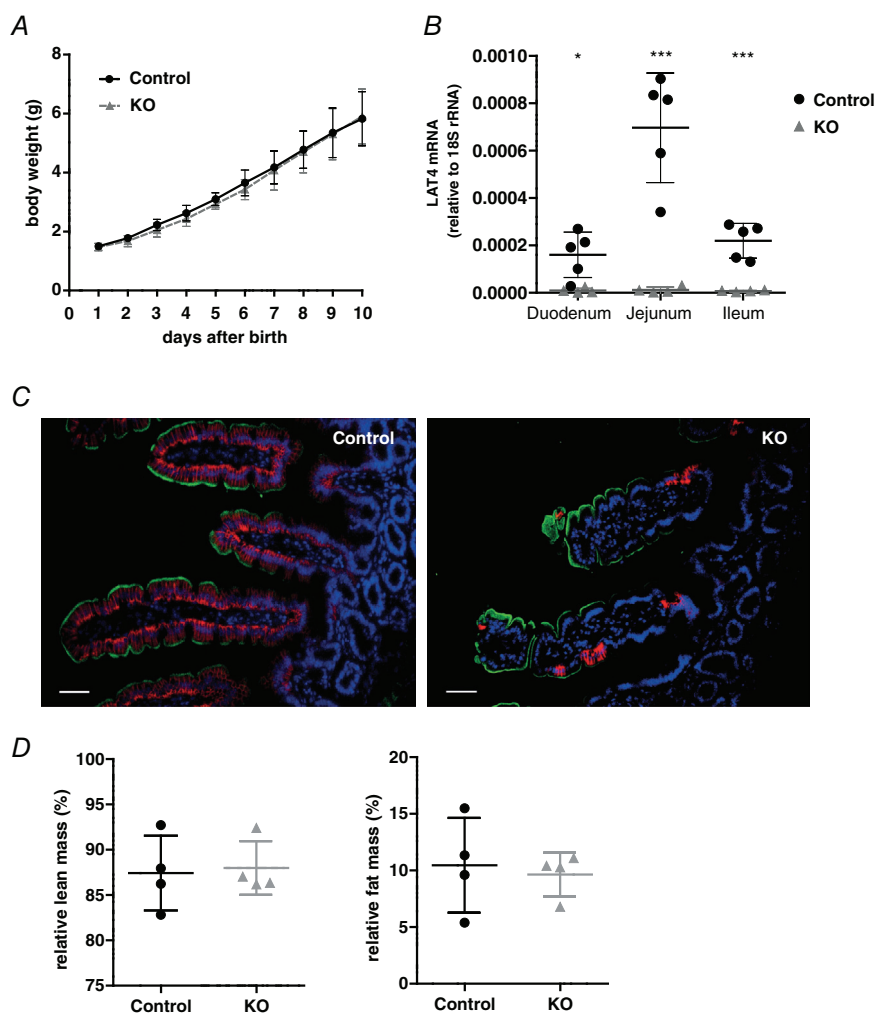 A
8
6
4
2
0
body weight (g)
Control
KO
0 1 2 3 4 5 6 7 8 9 10
days after birth
B
0.0010
0.0008
0.0006
0.0004
0.0002
0.0000
LAT4 mRNA
(relative to 18S rRNA)
* *** ***
Control
KO
Duodenum Jejunum Ileum
C
Control
KO
D
100
95
90
85
80
75
relative lean mass (%)
Control KO
20
15
10
5
0
relative fat mass (%)
Control KO